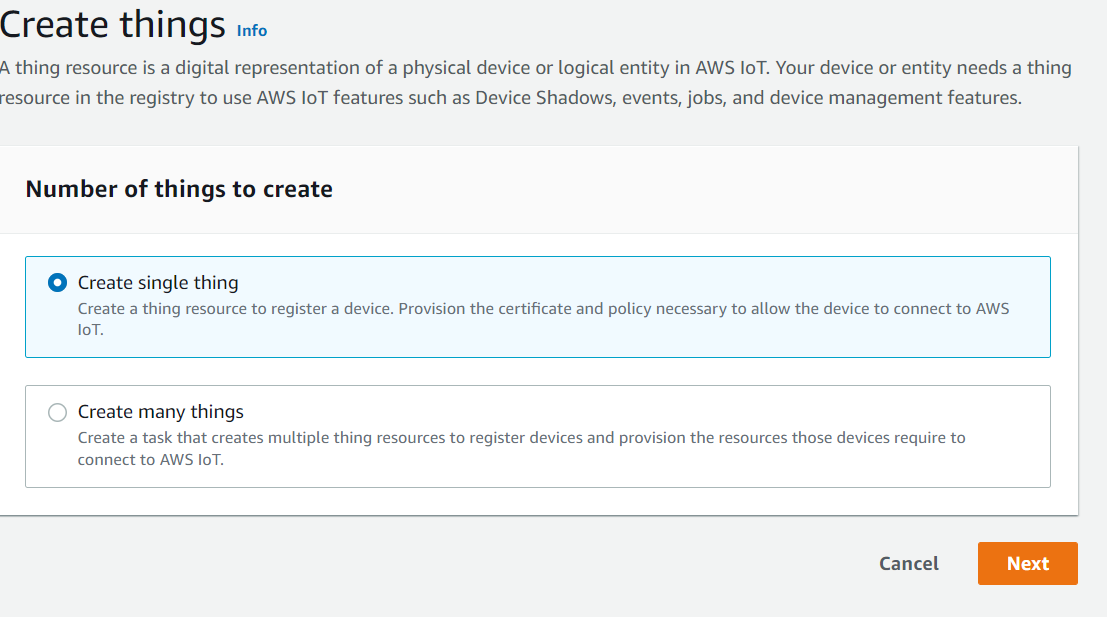 Create things Info
A thing resource is a digital representation of a physical device or logical entity in AWS IoT. Your device or entity needs a thing
resource in the registry to use AWS IoT features such as Device Shadows, events, jobs, and device management features.
Number of things to create
Create single thing
Create a thing resource to register a device. Provision the certificate and policy necessary to allow the device to connect to AWS
IoT.
Create many things
Create a task that creates multiple thing resources to register devices and provision the resources those devices require to
connect to AWS IoT.
Cancel Next